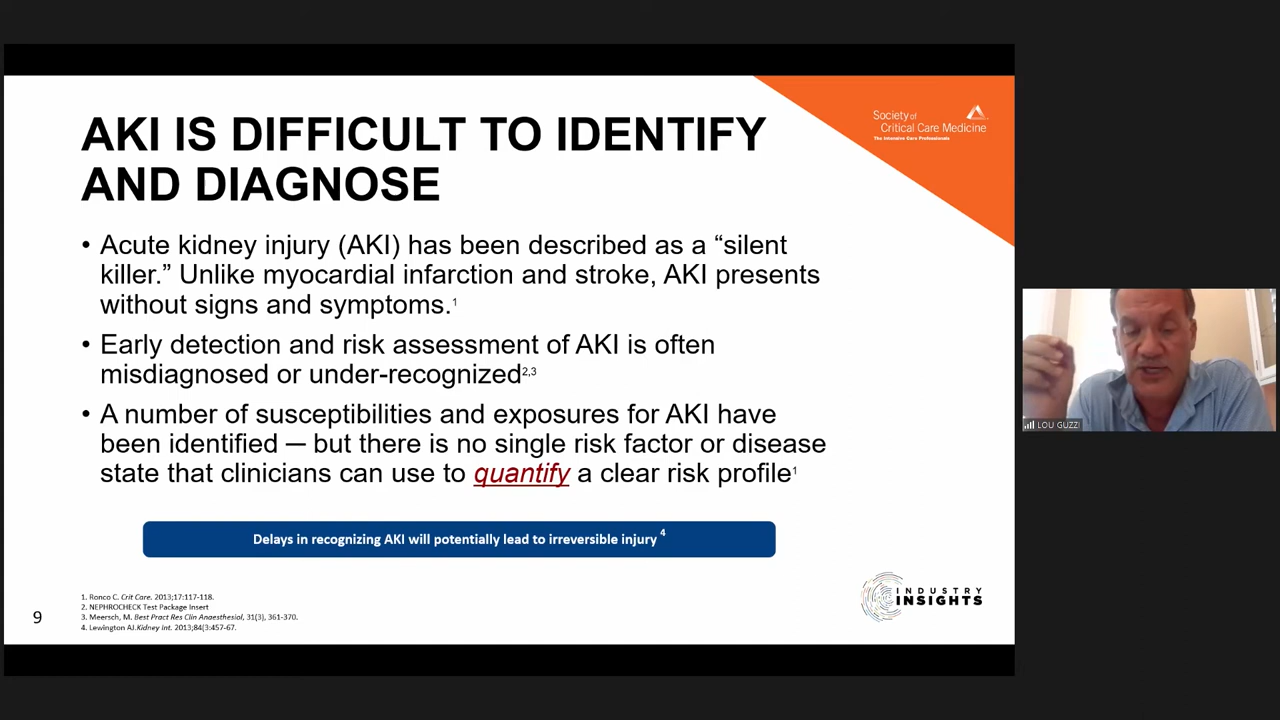 AKI IS DIFFICULT TO IDENTIFY
AND DIAGNOSE
Society of
Critical Care Medicine
The Intensive Care Professionals
• Acute kidney injury (AKI) has been described as a “silent
killer.” Unlike myocardial infarction and stroke, AKI presents
without signs and symptoms.1
• Early detection and risk assessment of AKI is often
misdiagnosed or under-recognized2,3
• A number of susceptibilities and exposures for AKI have
been identified — but there is no single risk factor or disease
state that clinicians can use to quantify a clear risk profile1
Delays in recognizing AKI will potentially lead to irreversible injury 4
1. Ronco C. Crit Care. 2013;17:117-118.
2. NEPHROCHECK Test Package Insert
3. Meersch, M. Best Pract Res Clin Anaesthesiol, 31(3), 361-370.
4. Lewington AJ.Kidney Int. 2013;84(3:457-67.
9
INDUSTRY
INSIGHTS
LOU GUZZI